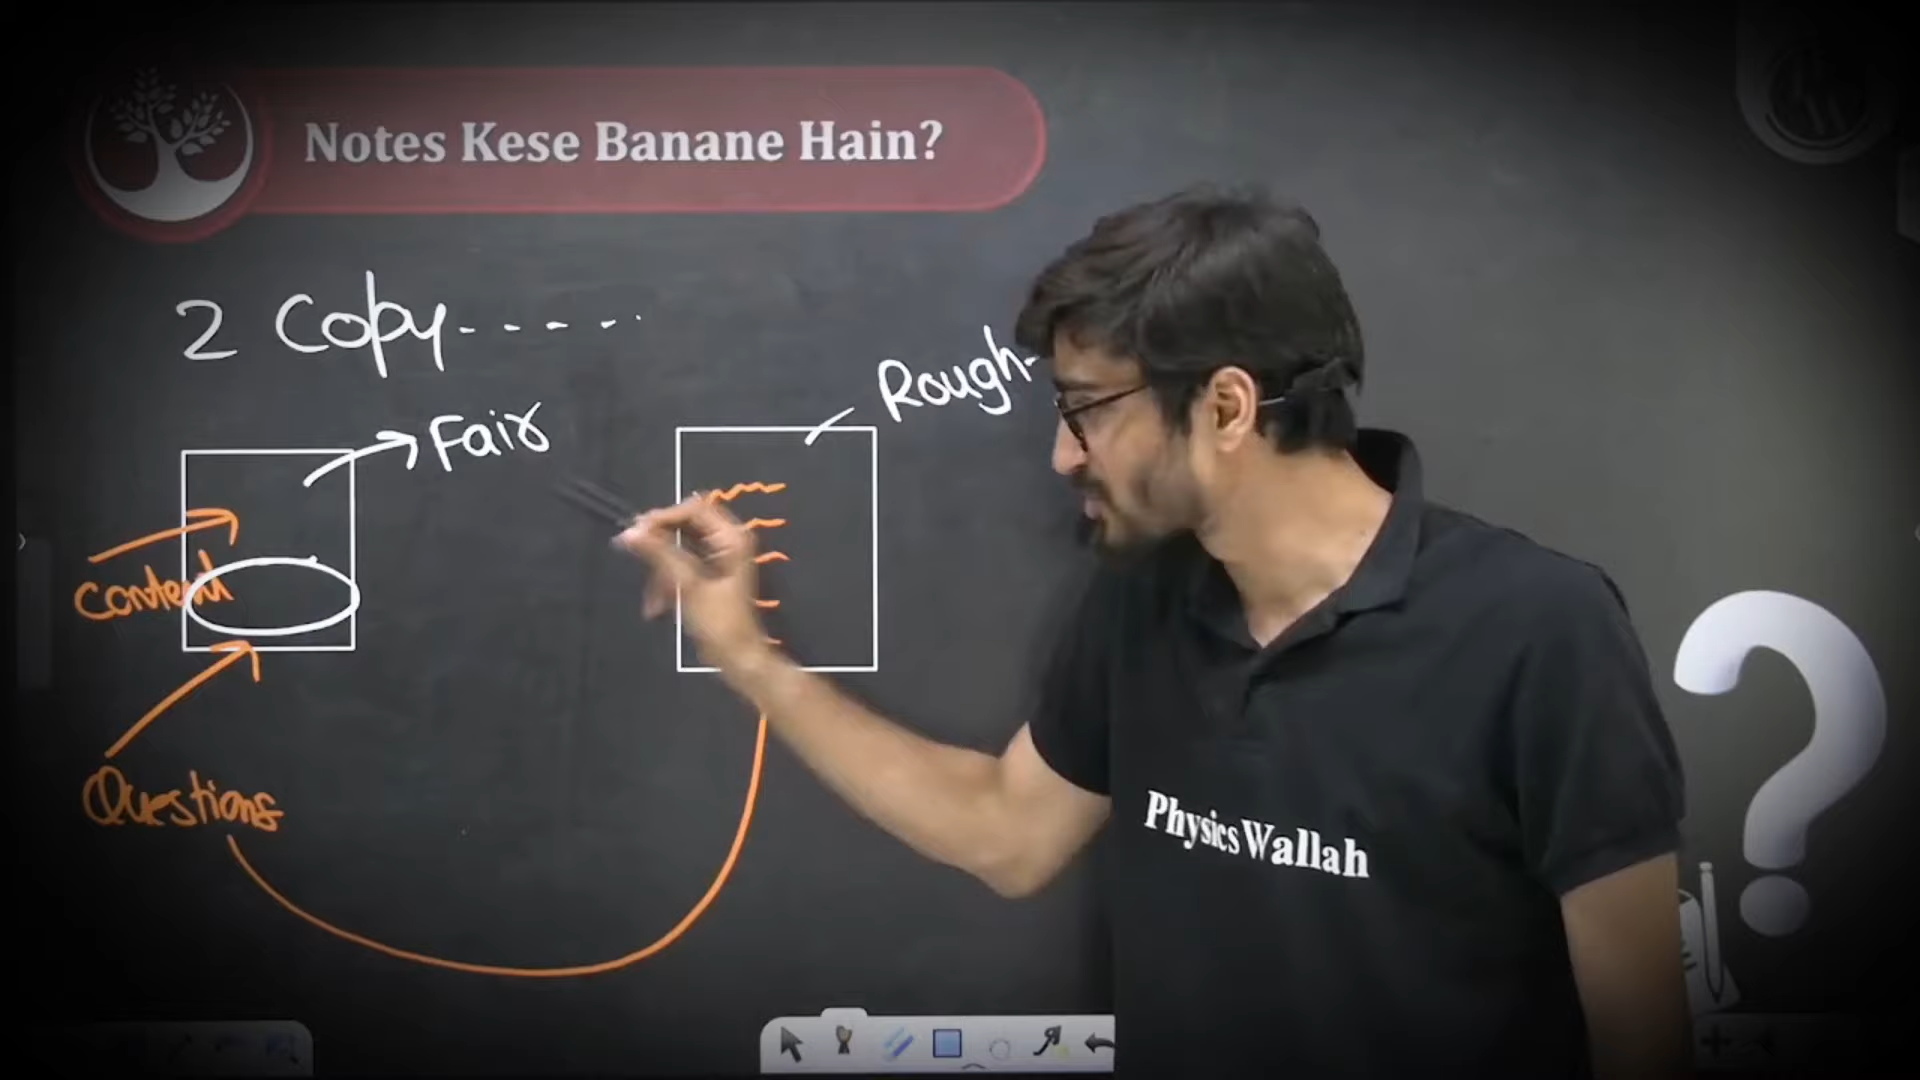 Notes Kese Banane Hain?
2 Copy-----
Rough-
Fair
Content
Questions
Physics Wallah